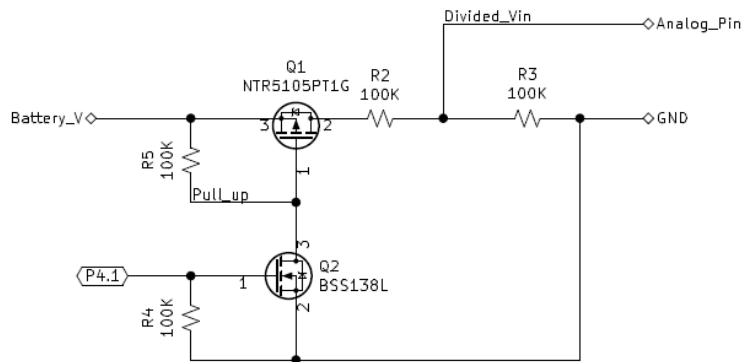 Divided_Vin
Analog_Pin
Q1
NTR5105PT1G
R2
100K
R3
100K
Battery_V
3
2
GND
R5
100K
1
Pull_up
3
P4.1
1
Q2
BSS138L
R4
100K
2